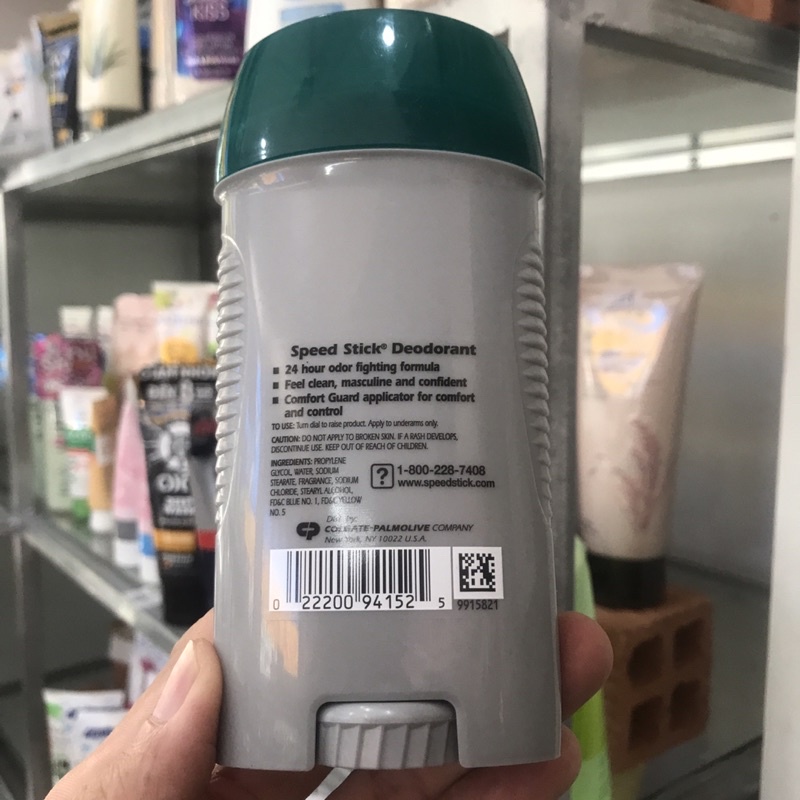 Speed Stick® Deodorant
▪ 24 hour odor fighting formula
▪ Feel clean, masculine and confident
▪ Comfort Guard applicator for comfort
and control
TO USE: Turn dial to raise product. Apply to underarms only.
CAUTION: DO NOT APPLY TO BROKEN SKIN. IF A RASH DEVELOPS,
DISCONTINUE USE. KEEP OUT OF REACH OF CHILDREN.
INGREDIENTS: PROPYLENE
GLYCOL, WATER, SODIUM
STEARATE, FRAGRANCE, SODIUM
CHLORIDE, STEARYL ALCOHOL,
FD&C BLUE NO. 1, FD&C YELLOW
NO. 5
? 1-800-228-7408
www.speedstick.com
Dist. by:
CP COLGATE-PALMOLIVE COMPANY
New York, NY 10022 U.S.A.
0 22200 94152 5
9915821